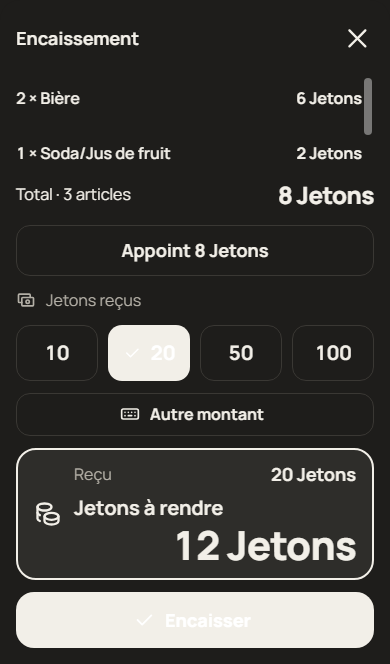 Encaissement
2 × Bière 6 Jetons
1 × Soda/Jus de fruit 2 Jetons
Total · 3 articles 8 Jetons
Appoint 8 Jetons
Jetons reçus
10 20 50 100
Autre montant
Reçu 20 Jetons
Jetons à rendre
12 Jetons
Encaisser